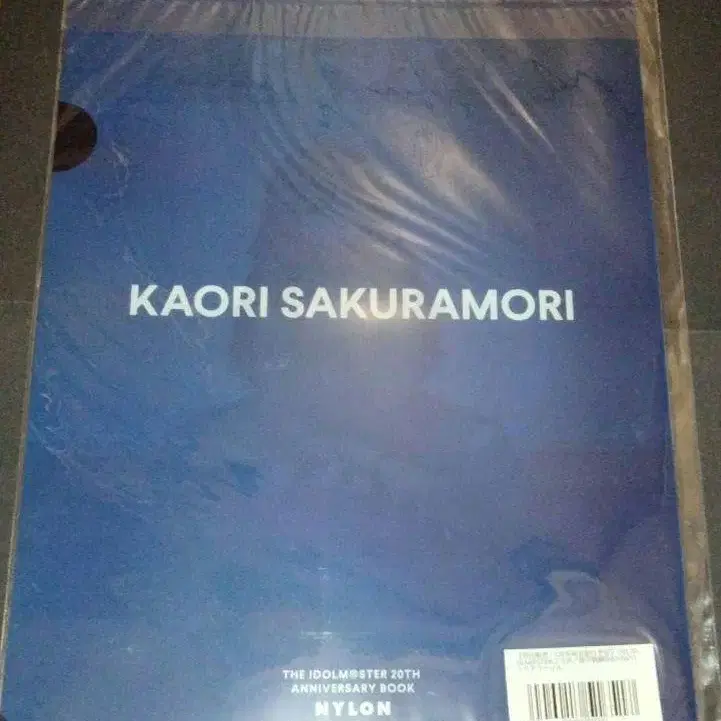 KAORI SAKURAMORI
THE IDOLM@STER 20TH
ANNIVERSARY BOOK
NYLON